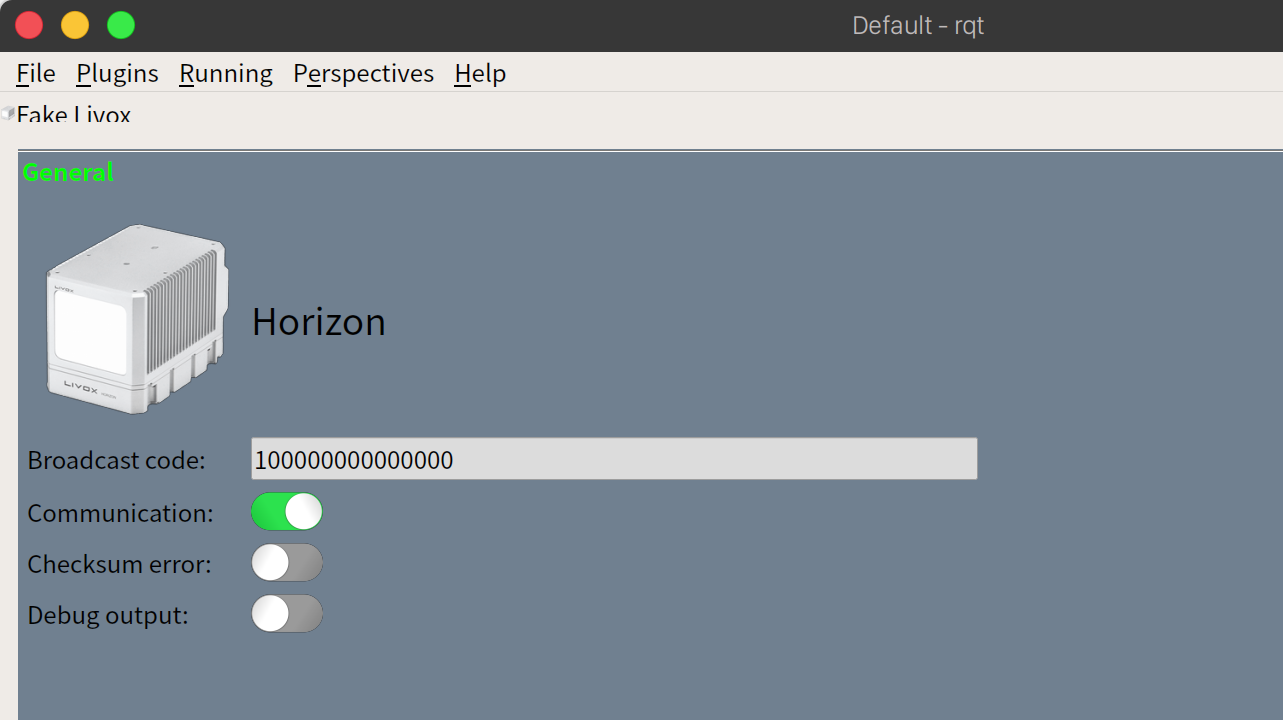 Default - rqt
File Plugins Running Perspectives Help
Fake Livox
General
LIVOX
LIVOX
Horizon
Broadcast code: 100000000000000
Communication:
Checksum error:
Debug output: